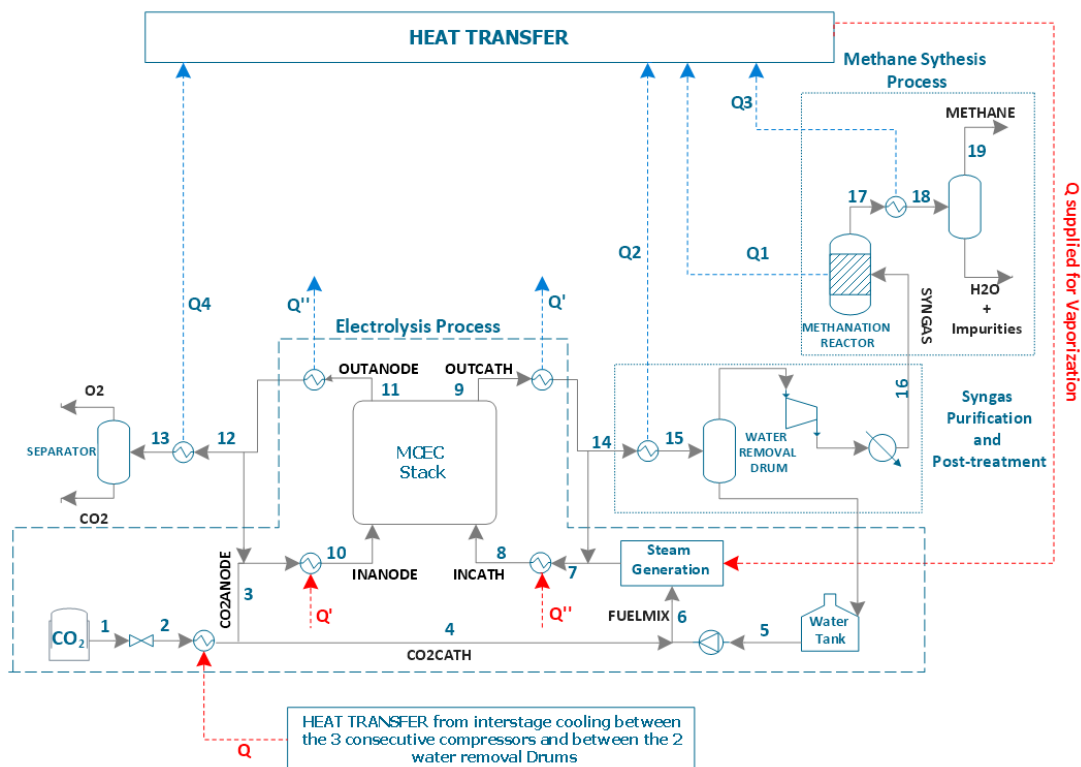 HEAT TRANSFER
Methane Sythesis
Process
Q3
METHANE
19
17
18
Q supplied for Vaporization
Q2
Q1
Q4
Q''
Q'
SYNGAS
H2O
+
Impurities
METHANATION
REACTOR
Electrolysis Process
OUTANODE
OUTCATH
11
9
16
O2
SEPARATOR
13
12
14
15
WATER
REMOVAL
DRUM
Syngas
Purification
and
Post-treatment
MCEC
Stack
CO2
CO2ANODE
10
8
7
Steam
Generation
INANODE
INCATH
3
Q'
Q''
FUELMIX
6
CO₂
1
2
4
5
Water
Tank
CO2CATH
Q
HEAT TRANSFER from interstage cooling between
the 3 consecutive compressors and between the 2
water removal Drums